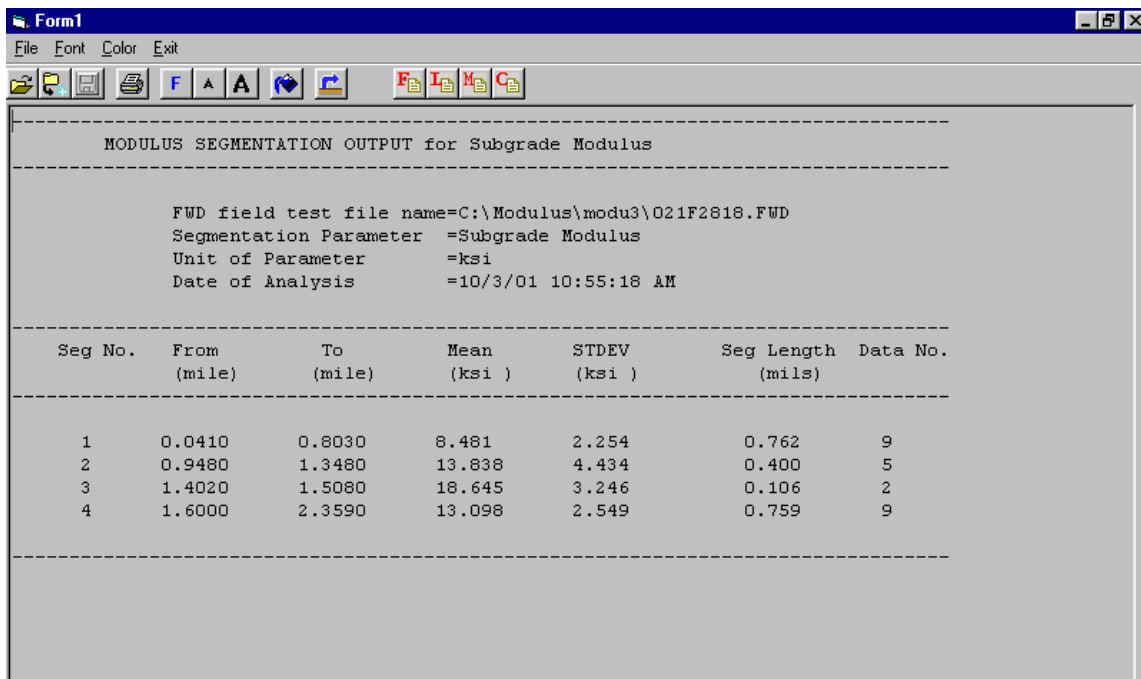 Form1
File Font Color Exit
F A A F L M C
--------------------------------------------------------------------------------
MODULUS SEGMENTATION OUTPUT for Subgrade Modulus
--------------------------------------------------------------------------------
FWD field test file name=C:\Modulus\modu3\021F2818.FWD
Segmentation Parameter =Subgrade Modulus
Unit of Parameter =ksi
Date of Analysis =10/3/01 10:55:18 AM
--------------------------------------------------------------------------------
Seg No. From To Mean STDEV Seg Length Data No.
(mile) (mile) (ksi ) (ksi ) (mils)
--------------------------------------------------------------------------------
1 0.0410 0.8030 8.481 2.254 0.762 9
2 0.9480 1.3480 13.838 4.434 0.400 5
3 1.4020 1.5080 18.645 3.246 0.106 2
4 1.6000 2.3590 13.098 2.549 0.759 9
--------------------------------------------------------------------------------